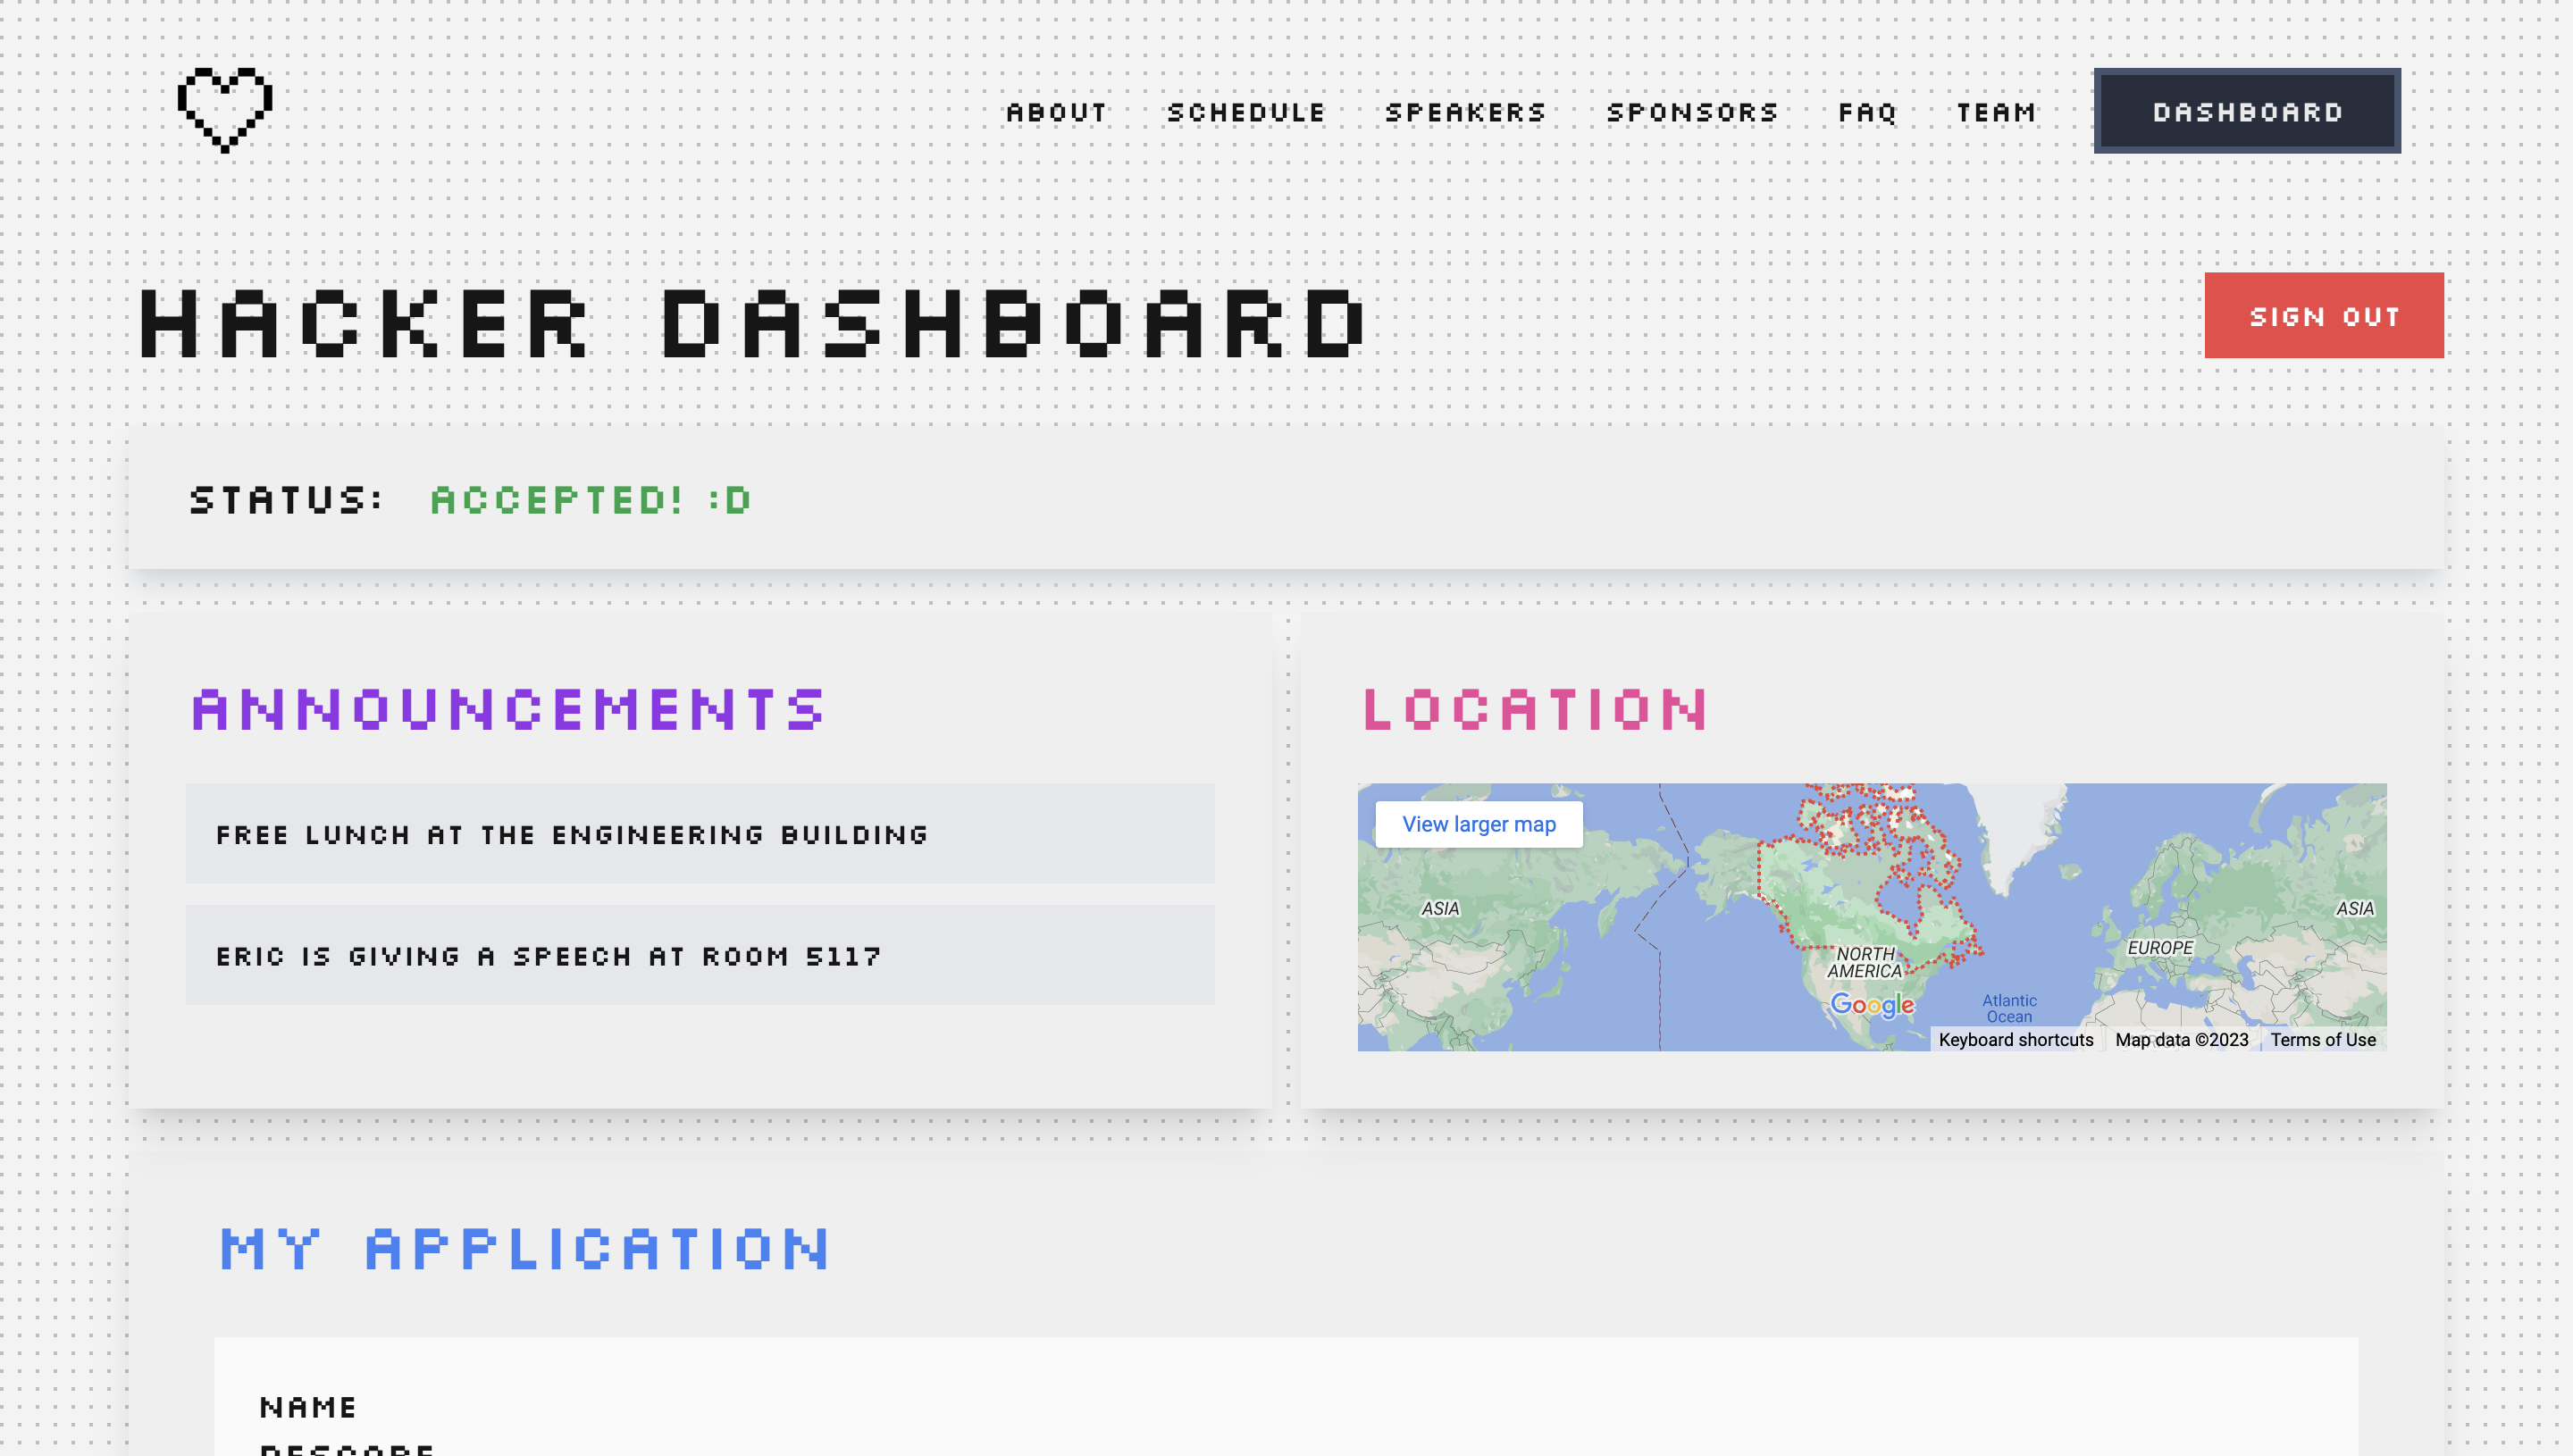 ABOUT SCHEDULE SPEAKERS SPONSORS FAQ TEAM DASHBOARD
HACKER DASHBOARD
SIGN OUT
STATUS: ACCEPTED! :D
ANNOUNCEMENTS
FREE LUNCH AT THE ENGINEERING BUILDING
ERIC IS GIVING A SPEECH AT ROOM 5117
LOCATION
View larger map
ASIA
ASIA
EUROPE
NORTH
AMERICA
Google
Atlantic
Ocean
Keyboard shortcuts
Map data ©2023
Terms of Use
MY APPLICATION
NAME